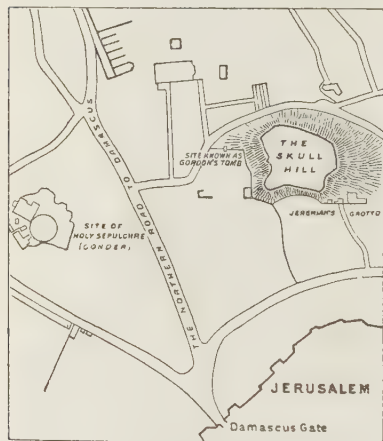 THE NORTHERN ROAD TO DAMASCUS
SITE KNOWN AS
GORDON'S TOMB
THE
SKULL
HILL
JEREMIAH'S GROTTO
SITE OF
HOLY SEPULCHRE
(CONDER)
JERUSALEM
Damascus Gate